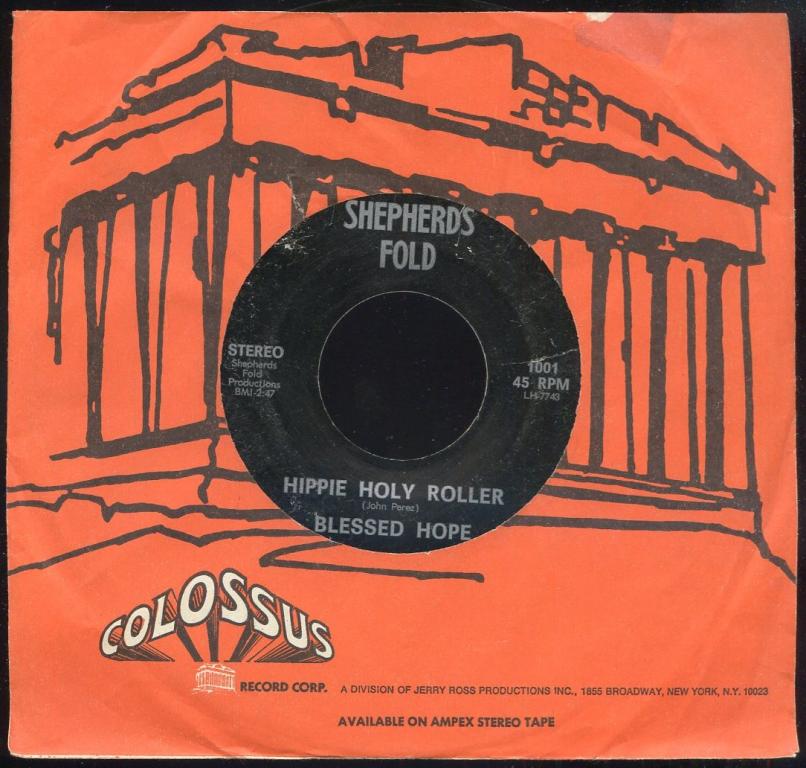 SHEPHERDS
FOLD
STEREO
Shepherds
Fold
Productions
BMI-2:47
1001
45 RPM
LH-7743
HIPPIE HOLY ROLLER
(John Perez)
BLESSED HOPE
COLOSSUS
RECORD CORP. A DIVISION OF JERRY ROSS PRODUCTIONS INC., 1855 BROADWAY, NEW YORK, N.Y. 10023
AVAILABLE ON AMPEX STEREO TAPE